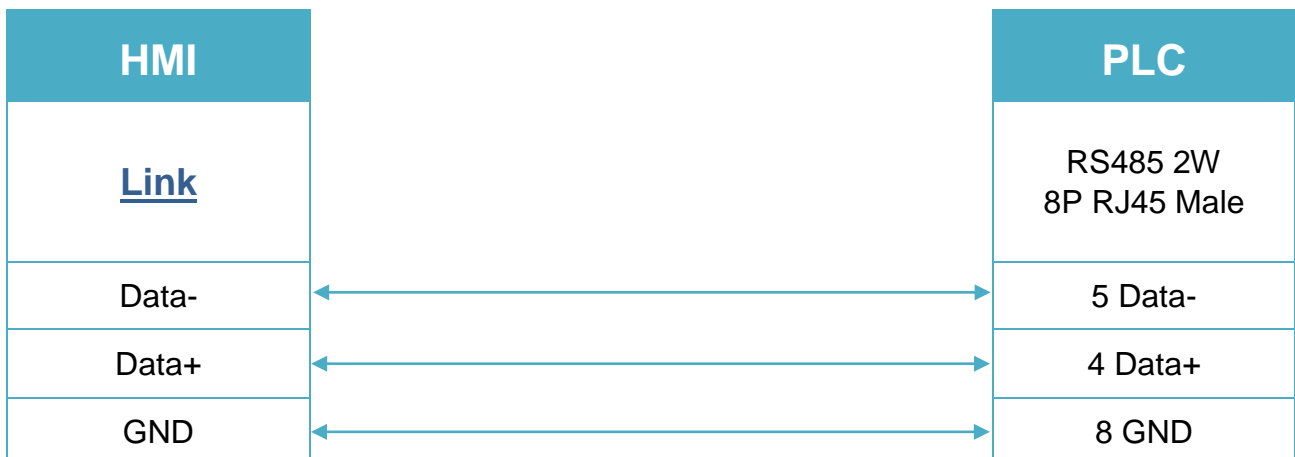 HMI
PLC
Link
RS485 2W
8P RJ45 Male
Data-
5 Data-
Data+
4 Data+
GND
8 GND